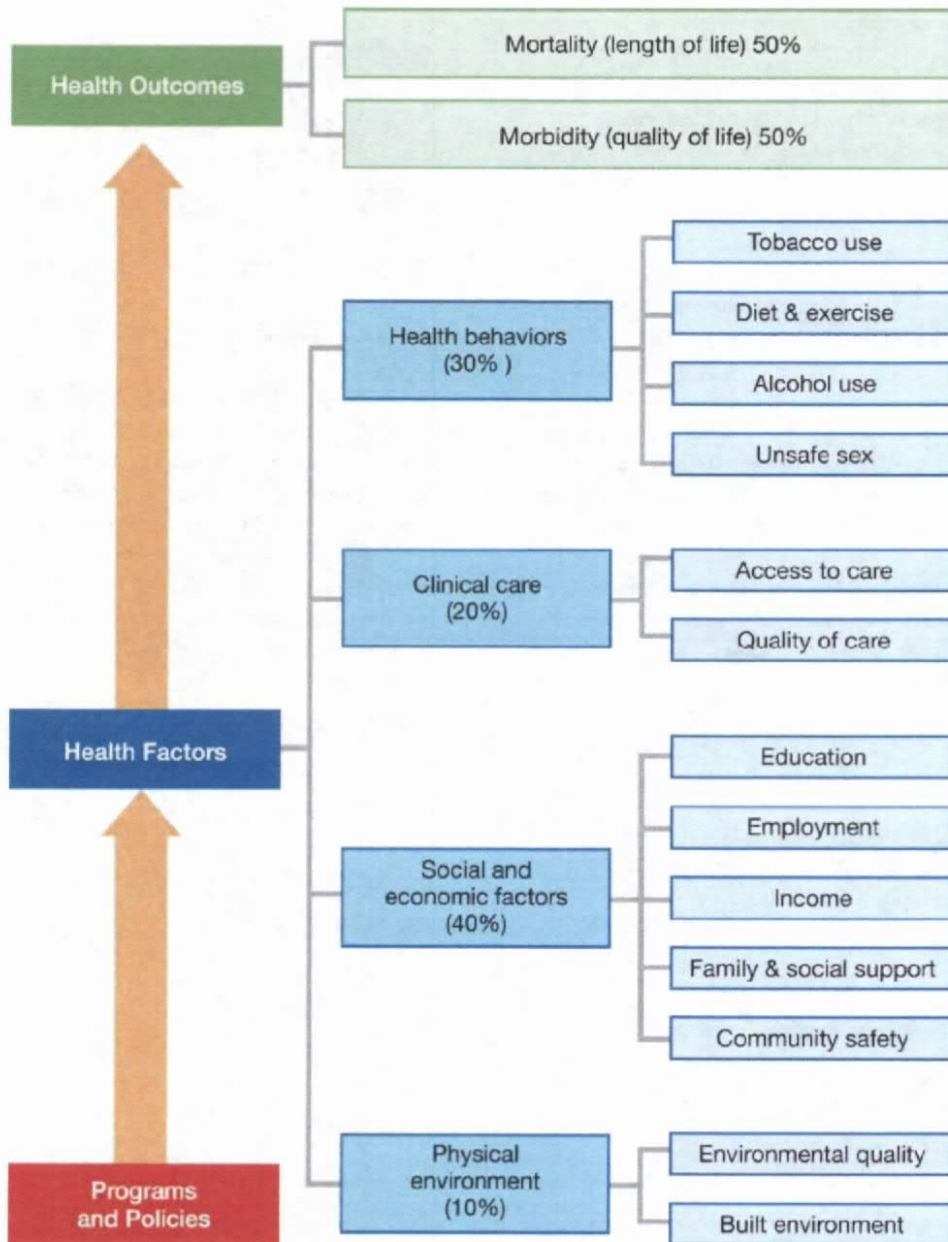 Health Outcomes
Mortality (length of life) 50%
Morbidity (quality of life) 50%
Health behaviors
(30% )
Tobacco use
Diet & exercise
Alcohol use
Unsafe sex
Clinical care
(20%)
Access to care
Quality of care
Health Factors
Social and
economic factors
(40%)
Education
Employment
Income
Family & social support
Community safety
Programs
and Policies
Physical
environment
(10%)
Environmental quality
Built environment